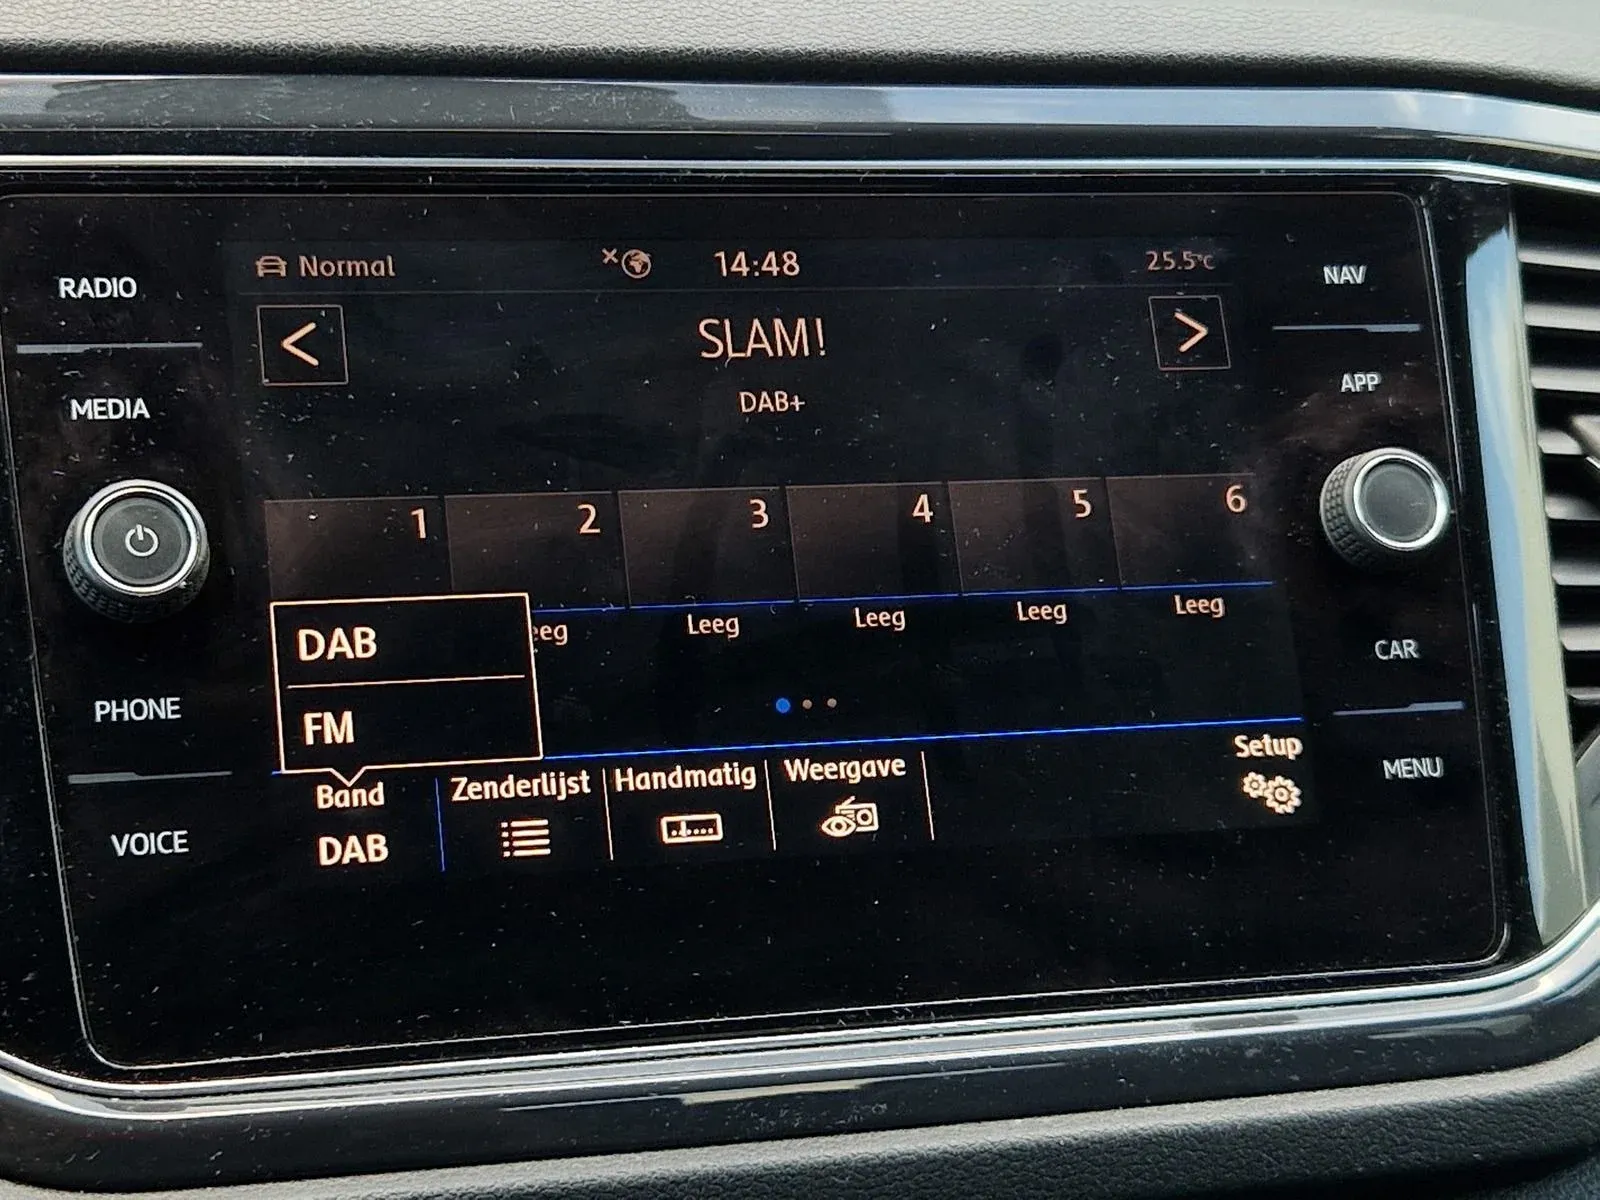 RADIO
MEDIA
PHONE
VOICE
Normal 14:48 25.5°C
< SLAM! >
DAB+
1 2 3 4 5 6
eeg Leeg Leeg Leeg Leeg
DAB
FM
Band Zenderlijst Handmatig Weergave Setup
DAB
NAV
APP
CAR
MENU